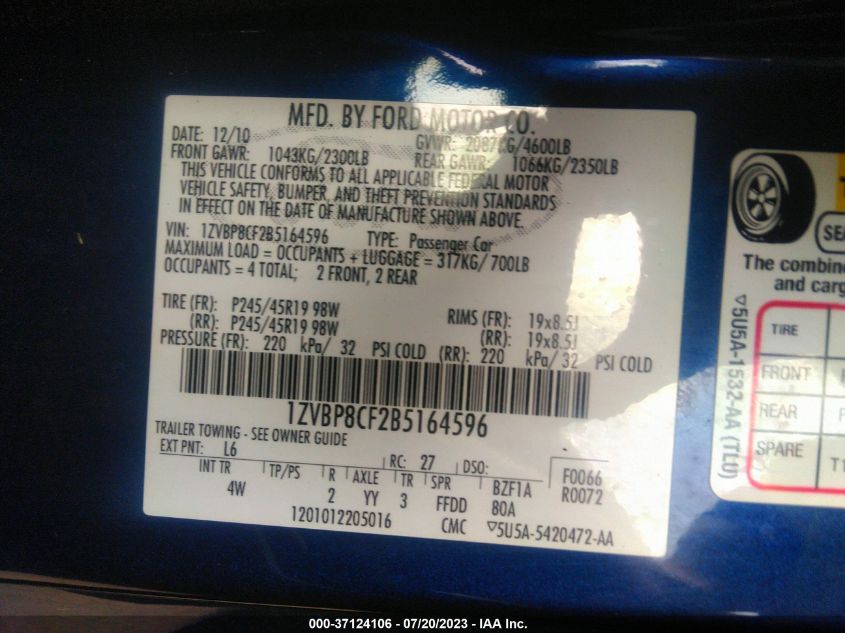 MFD. BY FORD MOTOR CO.
DATE: 12/10 GVWR: 2087KG/4600LB
FRONT GAWR: 1043KG/2300LB REAR GAWR: 1066KG/2350LB
THIS VEHICLE CONFORMS TO ALL APPLICABLE FEDERAL MOTOR
VEHICLE SAFETY, BUMPER, AND THEFT PREVENTION STANDARDS
IN EFFECT ON THE DATE OF MANUFACTURE SHOWN ABOVE.
VIN: 1ZVBP8CF2B5164596 TYPE: Passenger Car
MAXIMUM LOAD = OCCUPANTS + LUGGAGE = 317KG/ 700LB
OCCUPANTS = 4 TOTAL; 2 FRONT, 2 REAR
TIRE (FR): P245/45R19 98W RIMS (FR): 19x8.5J
(RR): P245/45R19 98W (RR): 19x8.5J
PRESSURE (FR): 220 kPa/ 32 PSI COLD (RR): 220 kPa/ 32 PSI COLD
1ZVBP8CF2B5164596
TRAILER TOWING - SEE OWNER GUIDE
EXT PNT: L6 RC: 27 DSO: F0066
INT TR TP/PS R AXLE TR SPR BZF1A R0072
4W 2 YY 3 FFDD 80A
1201012205016 CMC ▽5U5A-5420472-AA
The combin
and carg
▽5U5A-1532-AA (TLU)
TIRE
FRONT
REAR
SPARE T1
000-37124106 - 07/20/2023 - IAA Inc.